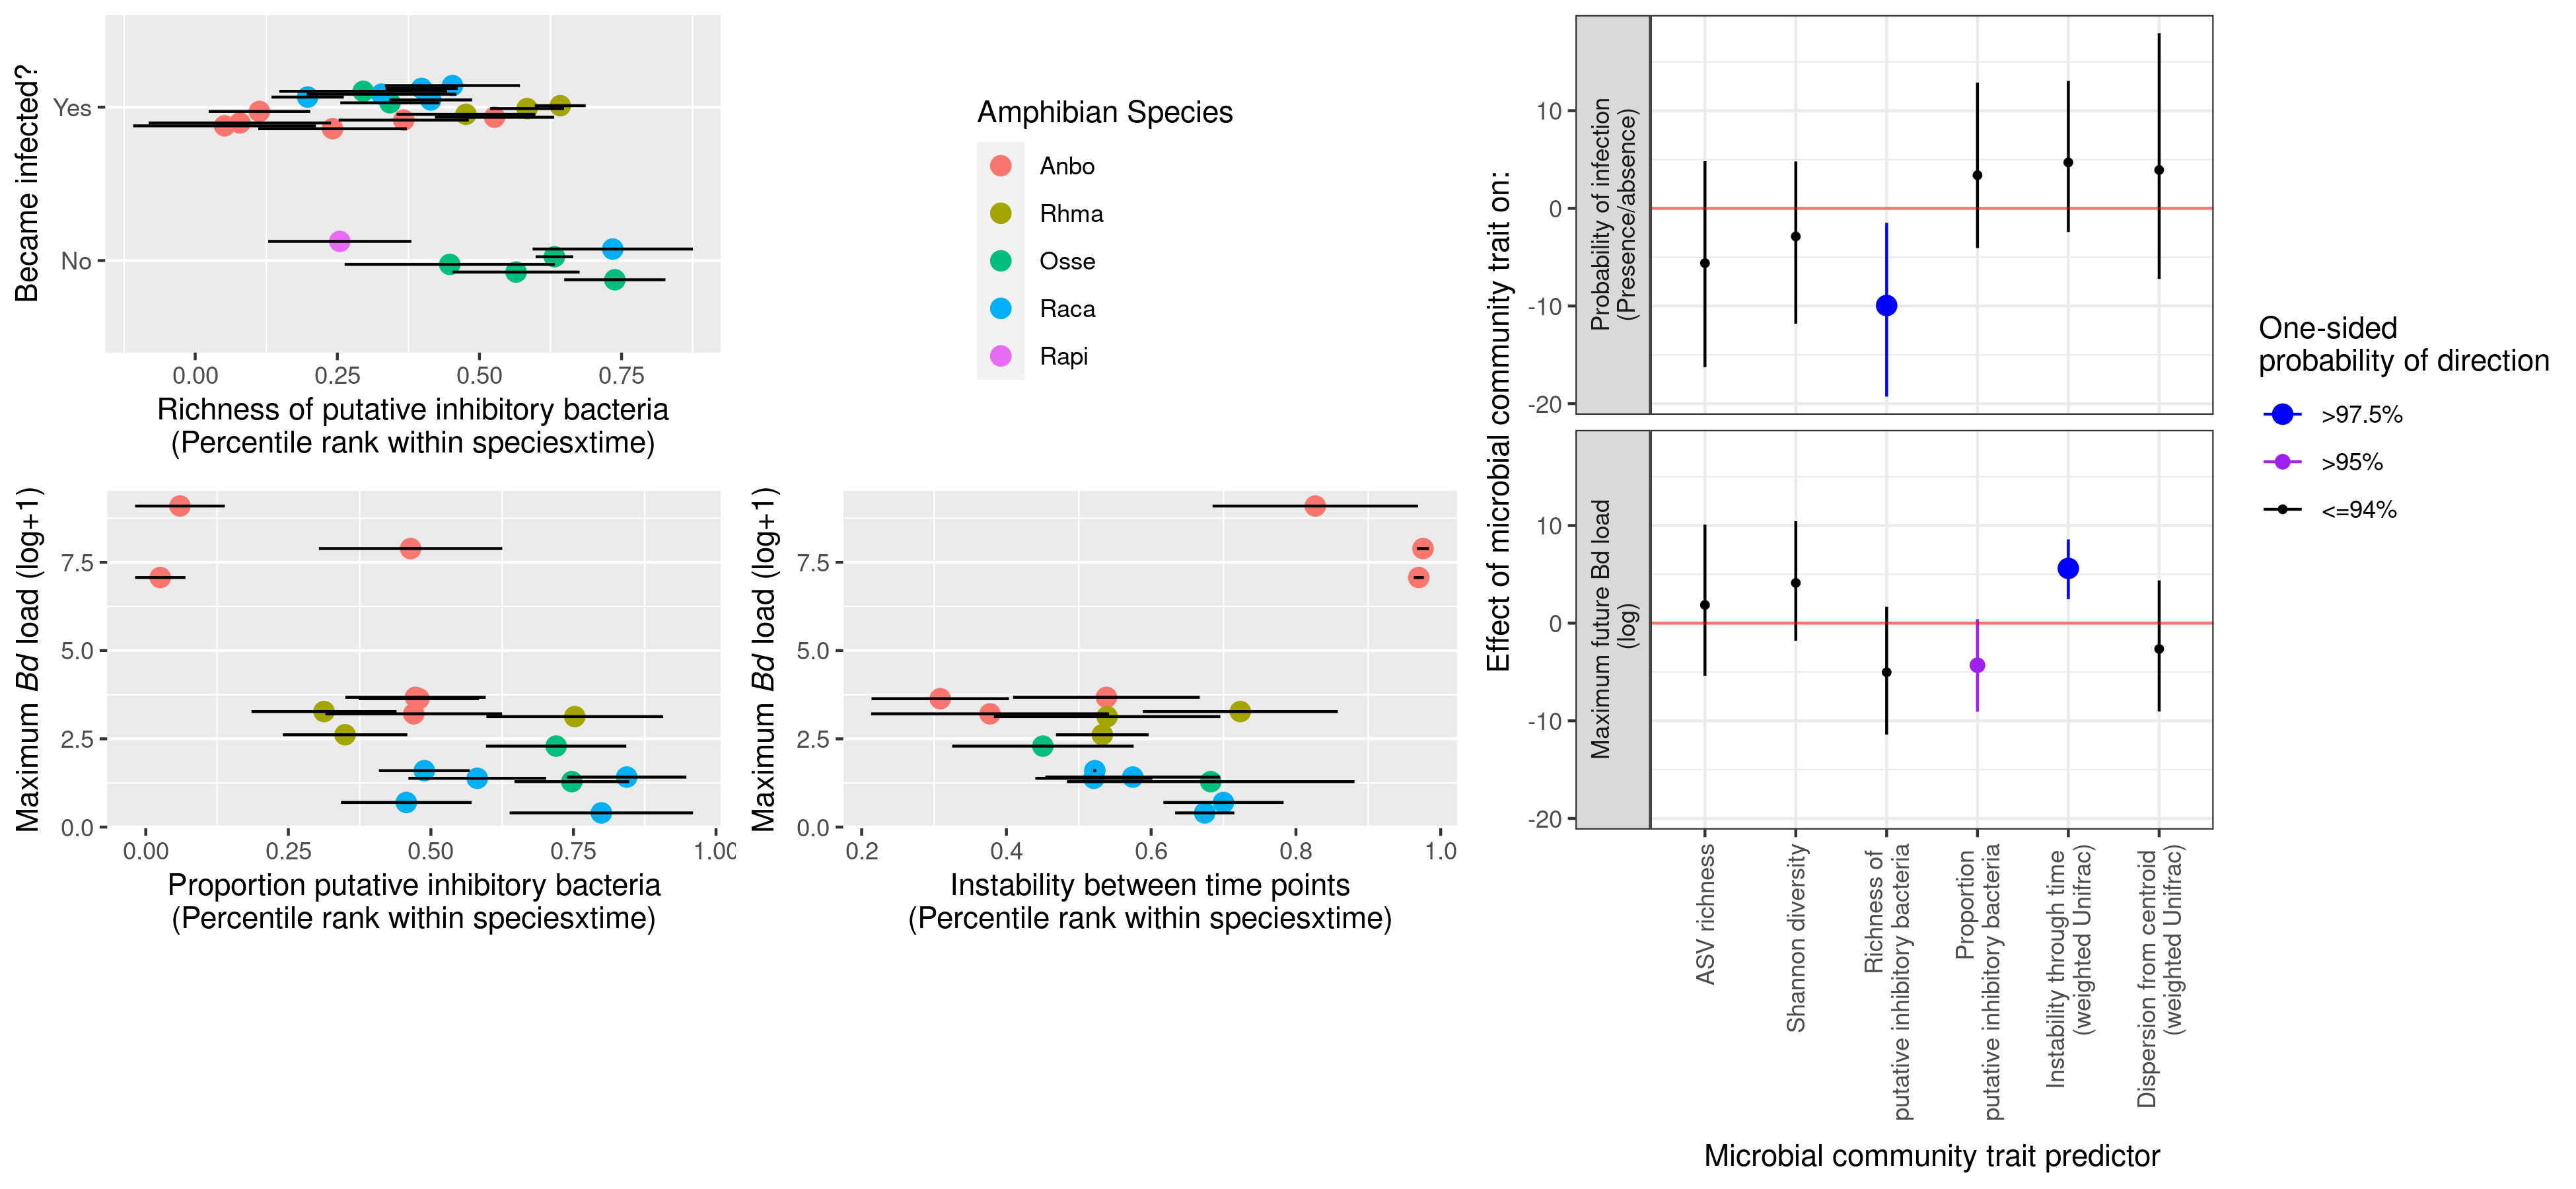 Became infected?
Yes
No
0.00 0.25 0.50 0.75
Richness of putative inhibitory bacteria
(Percentile rank within speciesxtime)
Amphibian Species
Anbo
Rhma
Osse
Raca
Rapi
Maximum Bd load (log+1)
7.5
5.0
2.5
0.0
0.00 0.25 0.50 0.75 1.00
Proportion putative inhibitory bacteria
(Percentile rank within speciesxtime)
Maximum Bd load (log+1)
7.5
5.0
2.5
0.0
0.2 0.4 0.6 0.8 1.0
Instability between time points
(Percentile rank within speciesxtime)
Effect of microbial community trait on:
Probability of infection
(Presence/absence)
10
0
-10
-20
Maximum future Bd load
(log)
10
0
-10
-20
ASV richness
Shannon diversity
Richness of
putative inhibitory bacteria
Proportion
putative inhibitory bacteria
Instability through time
(weighted Unifrac)
Dispersion from centroid
(weighted Unifrac)
Microbial community trait predictor
One-sided
probability of direction
>97.5%
>95%
<=94%